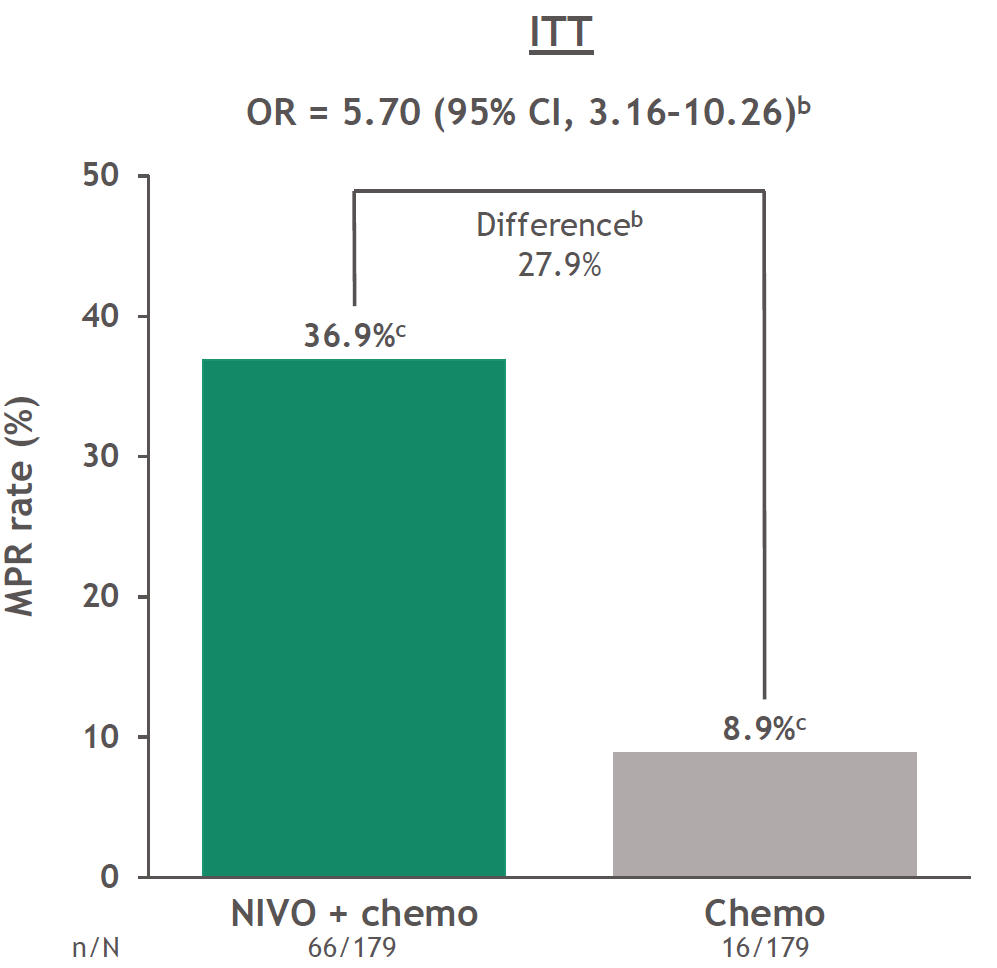 ITT
OR = 5.70 (95% CI, 3.16-10.26)ᵇ
50
Differenceᵇ
27.9%
40
36.9%ᶜ
30
MPR rate (%)
20
10
8.9%ᶜ
0
NIVO + chemo
Chemo
n/N
66/179
16/179